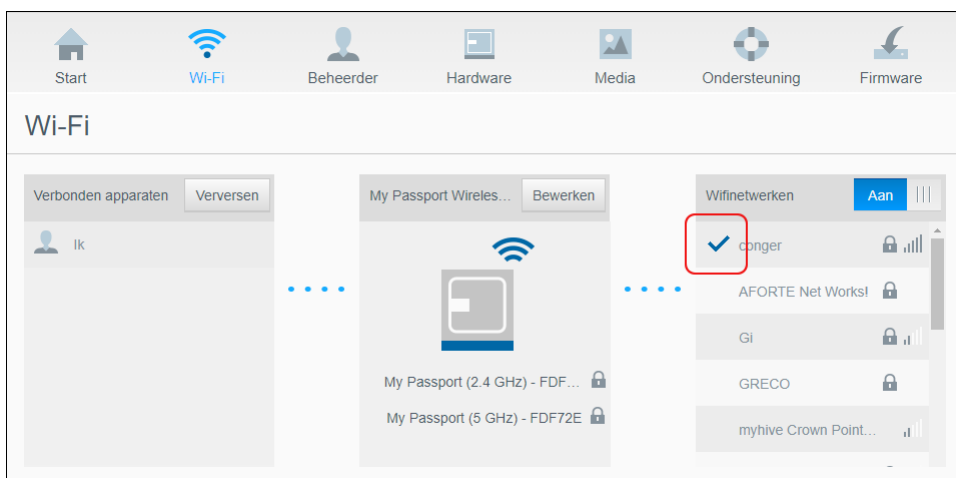 Start
Wi-Fi
Beheerder
Hardware
Media
Ondersteuning
Firmware
Wi-Fi
Verbonden apparaten
Verversen
Ik
My Passport Wireles...
Bewerken
My Passport (2.4 GHz) - FDF...
My Passport (5 GHz) - FDF72E
Wifinetwerken
Aan
conger
AFORTE Net Works!
Gi
GRECO
myhive Crown Point...